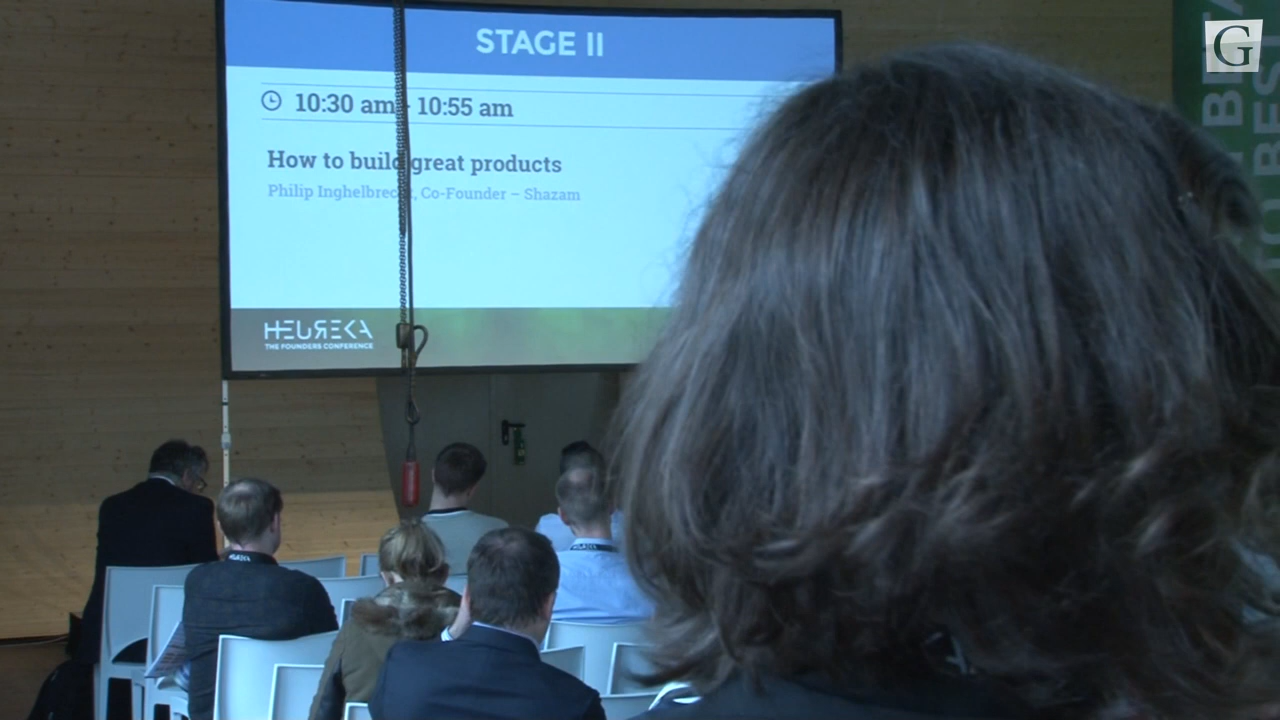 STAGE II
10:30 am - 10:55 am
How to build great products
Philip Inghelbrecht, Co-Founder – Shazam
HEUREKA
THE FOUNDERS CONFERENCE
G